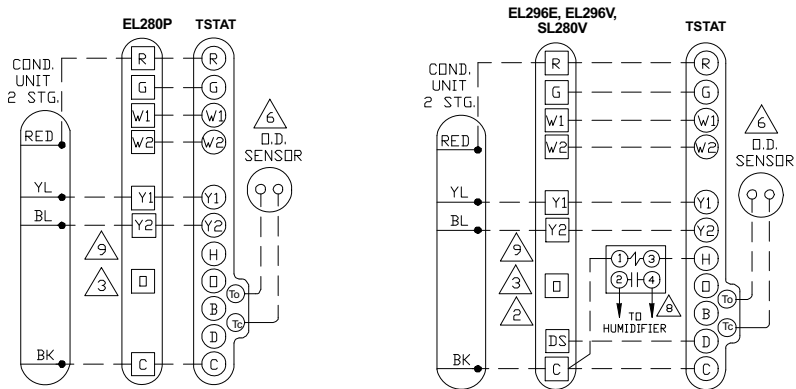 EL280P TSTAT
COND.
UNIT
2 STG.
R R
G G
W1 W1
W2 W2
RED
6
O.D.
SENSOR
YL Y1 Y1
BL Y2 Y2
9 H
3 O O
To
B
Tc
D
BK C C
EL296E, EL296V,
SL280V
TSTAT
COND.
UNIT
2 STG.
R R
G G
W1 W1
W2 W2
RED
6
O.D.
SENSOR
YL Y1 Y1
BL Y2 Y2
9 1 3 H
3 O 2 4 O
To
2 8 B
TO
HUMIDIFIER
Tc
DS D
BK C C